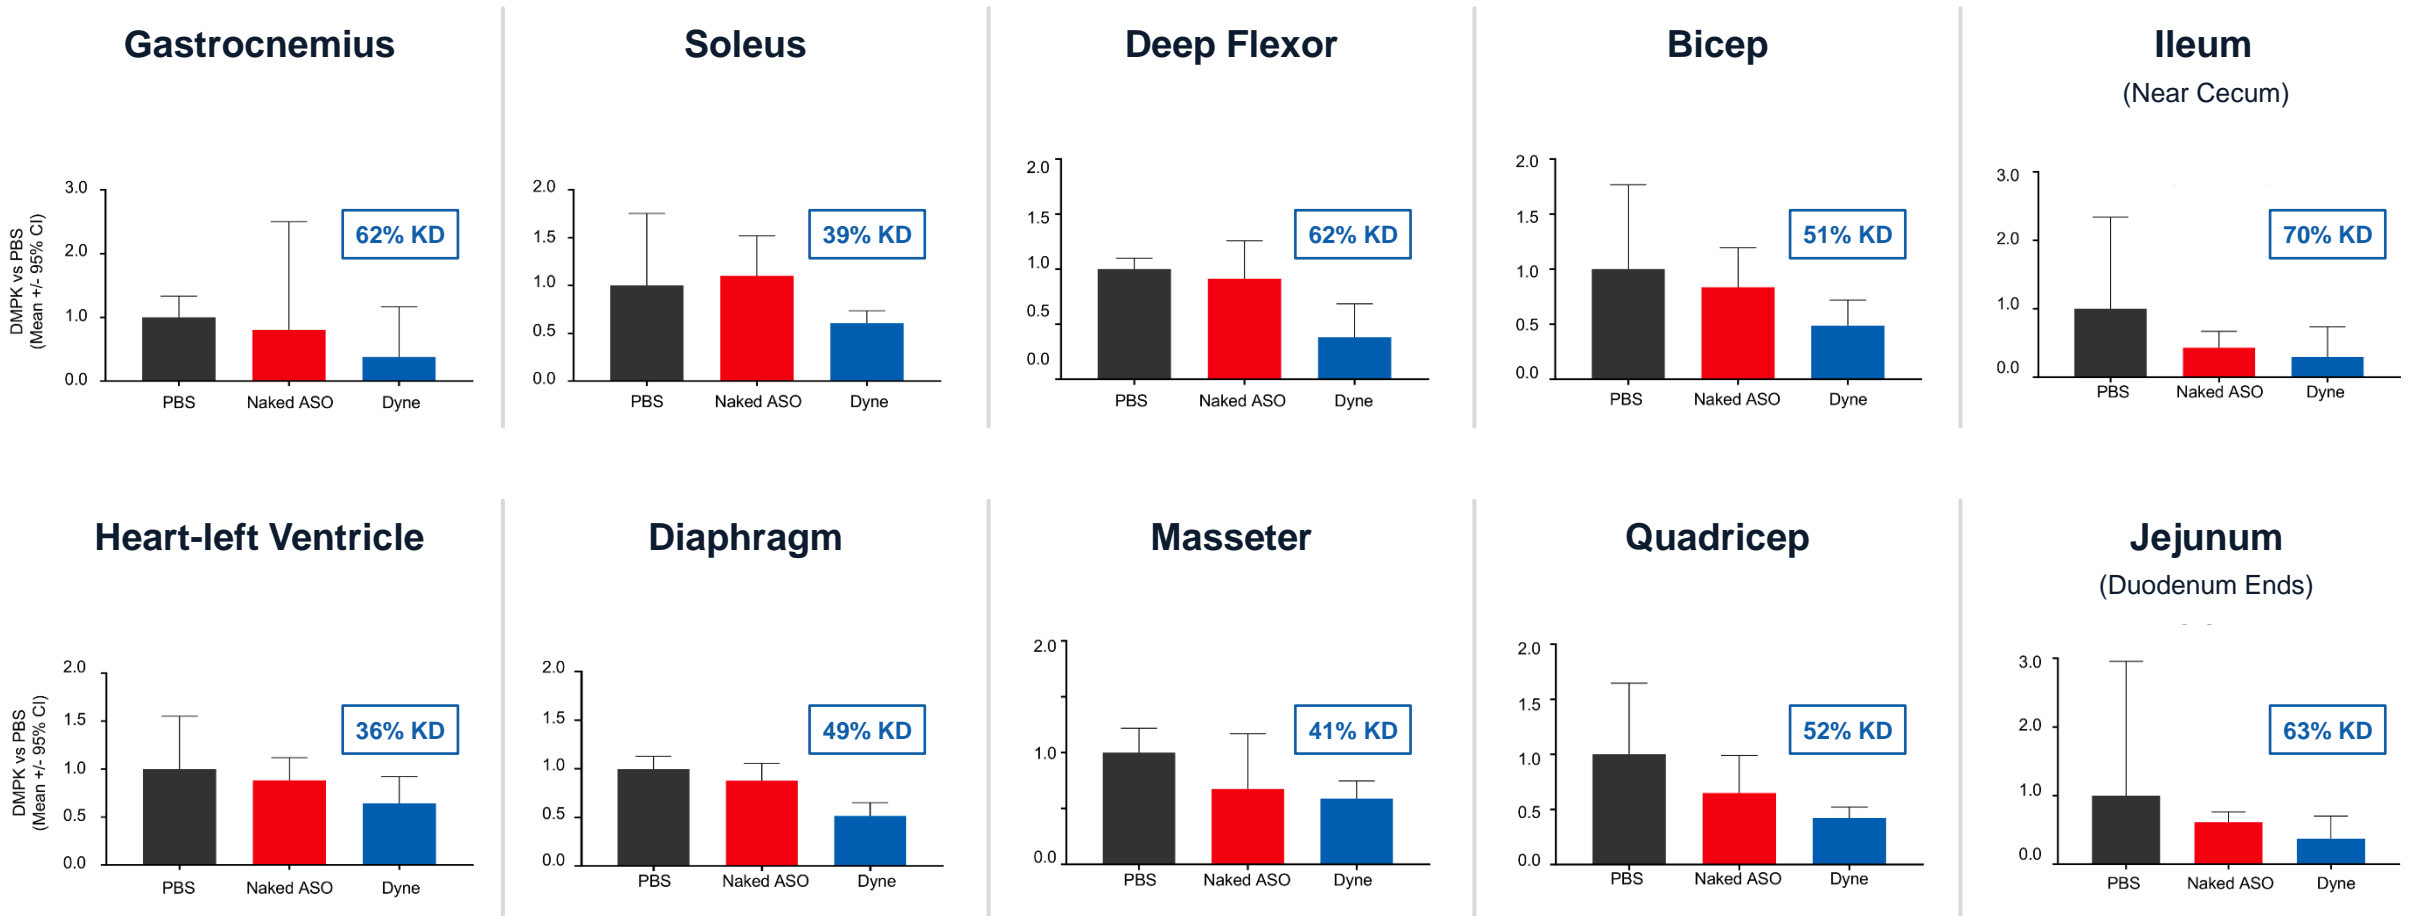 Gastrocnemius
DMPK vs PBS
(Mean +/- 95% CI)
3.0
2.0
1.0
0.0
62% KD
PBS Naked ASO Dyne
Soleus
2.0
1.5
1.0
0.5
0.0
39% KD
PBS Naked ASO Dyne
Deep Flexor
2.0
1.5
1.0
0.5
0.0
62% KD
PBS Naked ASO Dyne
Bicep
2.0
1.5
1.0
0.5
0.0
51% KD
PBS Naked ASO Dyne
Ileum
(Near Cecum)
3.0
2.0
1.0
0.0
70% KD
PBS Naked ASO Dyne
Heart-left Ventricle
DMPK vs PBS
(Mean +/- 95% CI)
2.0
1.5
1.0
0.5
0.0
36% KD
PBS Naked ASO Dyne
Diaphragm
2.0
1.5
1.0
0.5
0.0
49% KD
PBS Naked ASO Dyne
Masseter
2.0
1.0
0.0
41% KD
PBS Naked ASO Dyne
Quadricep
2.0
1.5
1.0
0.5
0.0
52% KD
PBS Naked ASO Dyne
Jejunum
(Duodenum Ends)
3.0
2.0
1.0
0.0
63% KD
PBS Naked ASO Dyne